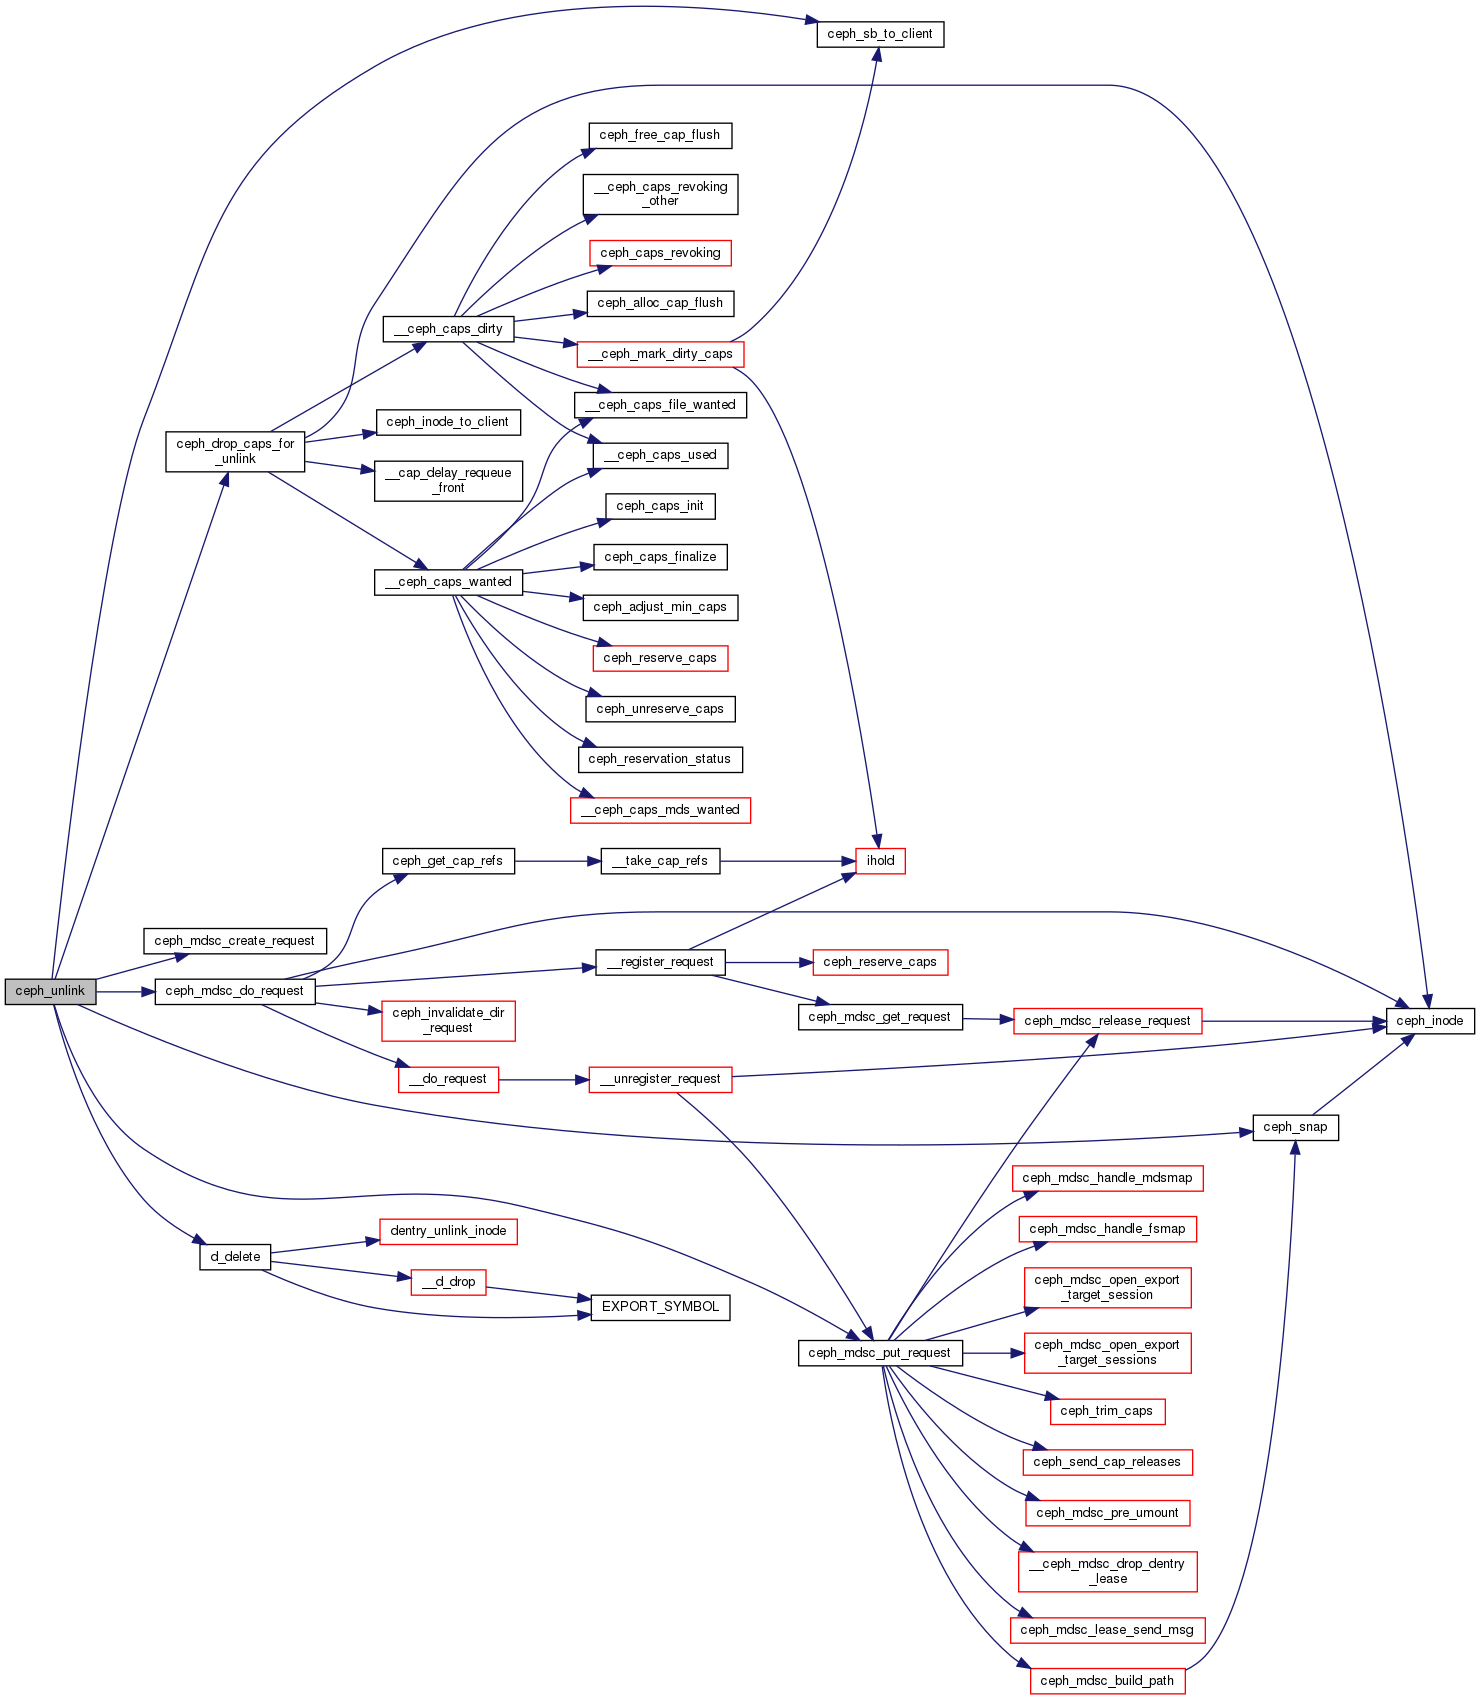 ceph_sb_to_client
ceph_free_cap_flush
__ceph_caps_revoking
_other
ceph_caps_revoking
ceph_alloc_cap_flush
__ceph_caps_dirty
__ceph_mark_dirty_caps
__ceph_caps_file_wanted
ceph_inode_to_client
ceph_drop_caps_for
_unlink
__ceph_caps_used
__cap_delay_requeue
_front
ceph_caps_init
ceph_caps_finalize
__ceph_caps_wanted
ceph_adjust_min_caps
ceph_reserve_caps
ceph_unreserve_caps
ceph_reservation_status
__ceph_caps_mds_wanted
ceph_get_cap_refs
__take_cap_refs
ihold
ceph_mdsc_create_request
__register_request
ceph_reserve_caps
ceph_unlink
ceph_mdsc_do_request
ceph_invalidate_dir
_request
ceph_mdsc_get_request
ceph_mdsc_release_request
ceph_inode
__do_request
__unregister_request
ceph_snap
ceph_mdsc_handle_mdsmap
ceph_mdsc_handle_fsmap
dentry_unlink_inode
d_delete
__d_drop
ceph_mdsc_open_export
_target_session
EXPORT_SYMBOL
ceph_mdsc_put_request
ceph_mdsc_open_export
_target_sessions
ceph_trim_caps
ceph_send_cap_releases
ceph_mdsc_pre_umount
__ceph_mdsc_drop_dentry
_lease
ceph_mdsc_lease_send_msg
ceph_mdsc_build_path